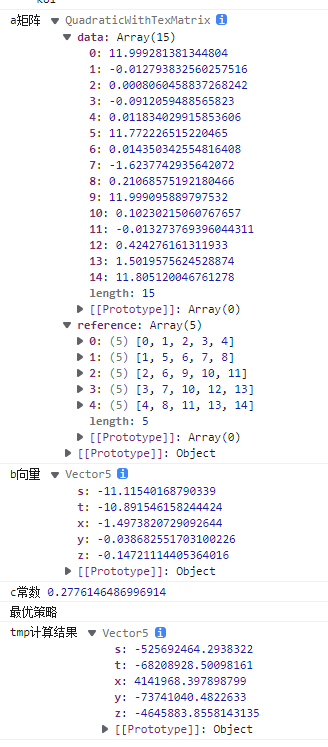 a矩阵 ▼ QuadraticWithTexMatrix i
▼ data: Array(15)
0: 11.999281381344804
1: -0.012793832560257516
2: 0.0008060458837268242
3: -0.0912059488565823
4: 0.011834029915853606
5: 11.772226515220465
6: 0.014350342554816408
7: -1.6237742935642072
8: 0.21068575192180466
9: 11.999095889797532
10: 0.10230215060767657
11: -0.013273769396044311
12: 0.424276161311933
13: 1.5019575624528874
14: 11.805120046761278
length: 15
▶ [[Prototype]]: Array(0)
▼ reference: Array(5)
▶ 0: (5) [0, 1, 2, 3, 4]
▶ 1: (5) [1, 5, 6, 7, 8]
▶ 2: (5) [2, 6, 9, 10, 11]
▶ 3: (5) [3, 7, 10, 12, 13]
▶ 4: (5) [4, 8, 11, 13, 14]
length: 5
▶ [[Prototype]]: Array(0)
▶ [[Prototype]]: Object
b向量 ▼ Vector5 i
s: -11.11540168790339
t: -10.891546158244424
x: -1.4973820729092644
y: -0.038682551703100226
z: -0.14721114405364016
▶ [[Prototype]]: Object
c常数 0.2776146486996914
最优策略
tmp计算结果 ▼ Vector5 i
s: -525692464.2938322
t: -68208928.50098161
x: 4141968.397898799
y: -73741040.4822633
z: -4645883.8558143135
▶ [[Prototype]]: Object